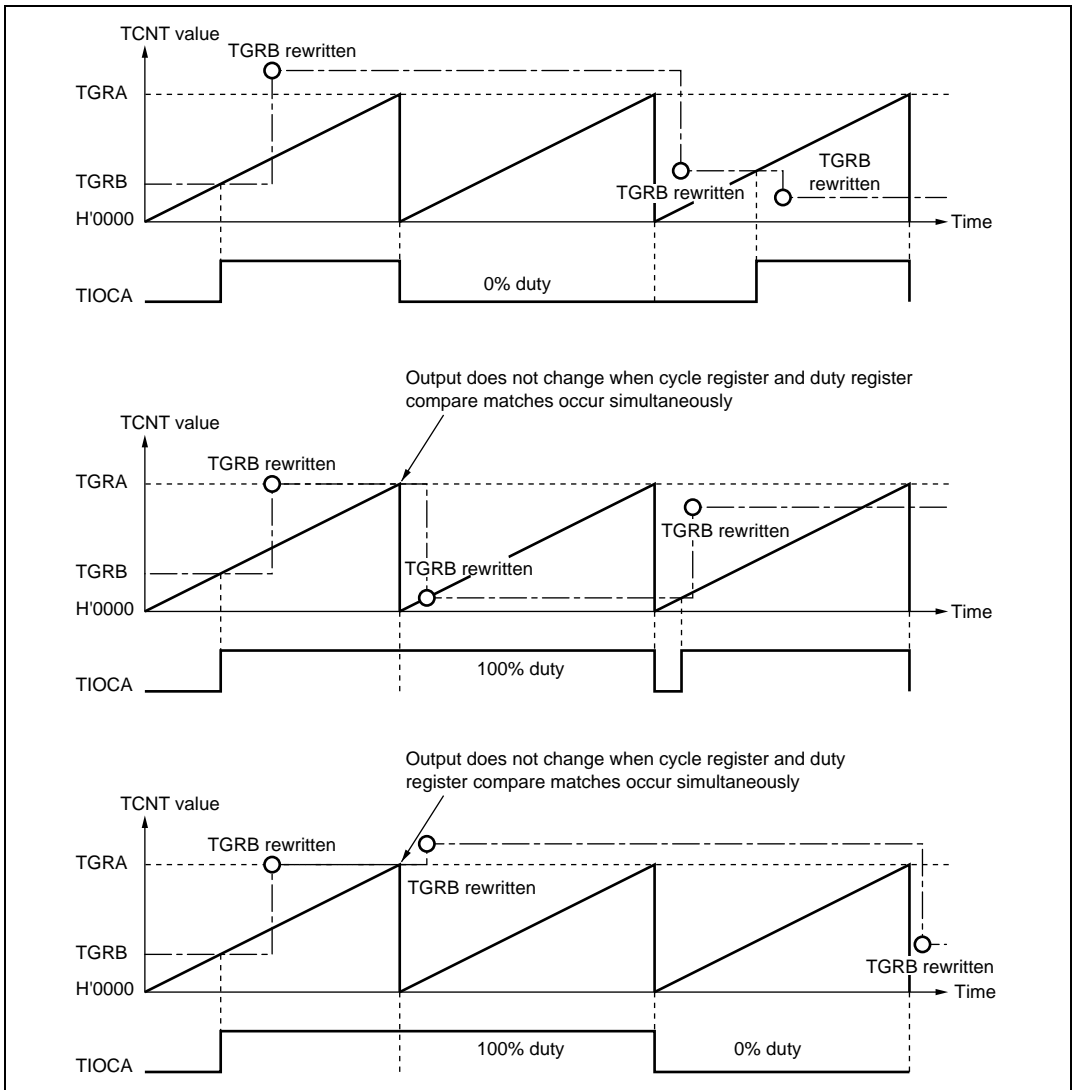 TCNT value
TGRB rewritten
TGRA
TGRB
rewritten
TGRB
TGRB rewritten
H'0000
Time
0% duty
TIOCA
Output does not change when cycle register and duty register
compare matches occur simultaneously
TCNT value
TGRB rewritten
TGRA
TGRB rewritten
TGRB
TGRB rewritten
H'0000
Time
100% duty
TIOCA
Output does not change when cycle register and duty
register compare matches occur simultaneously
TCNT value
TGRB rewritten
TGRA
TGRB rewritten
TGRB
TGRB rewritten
H'0000
Time
100% duty
0% duty
TIOCA